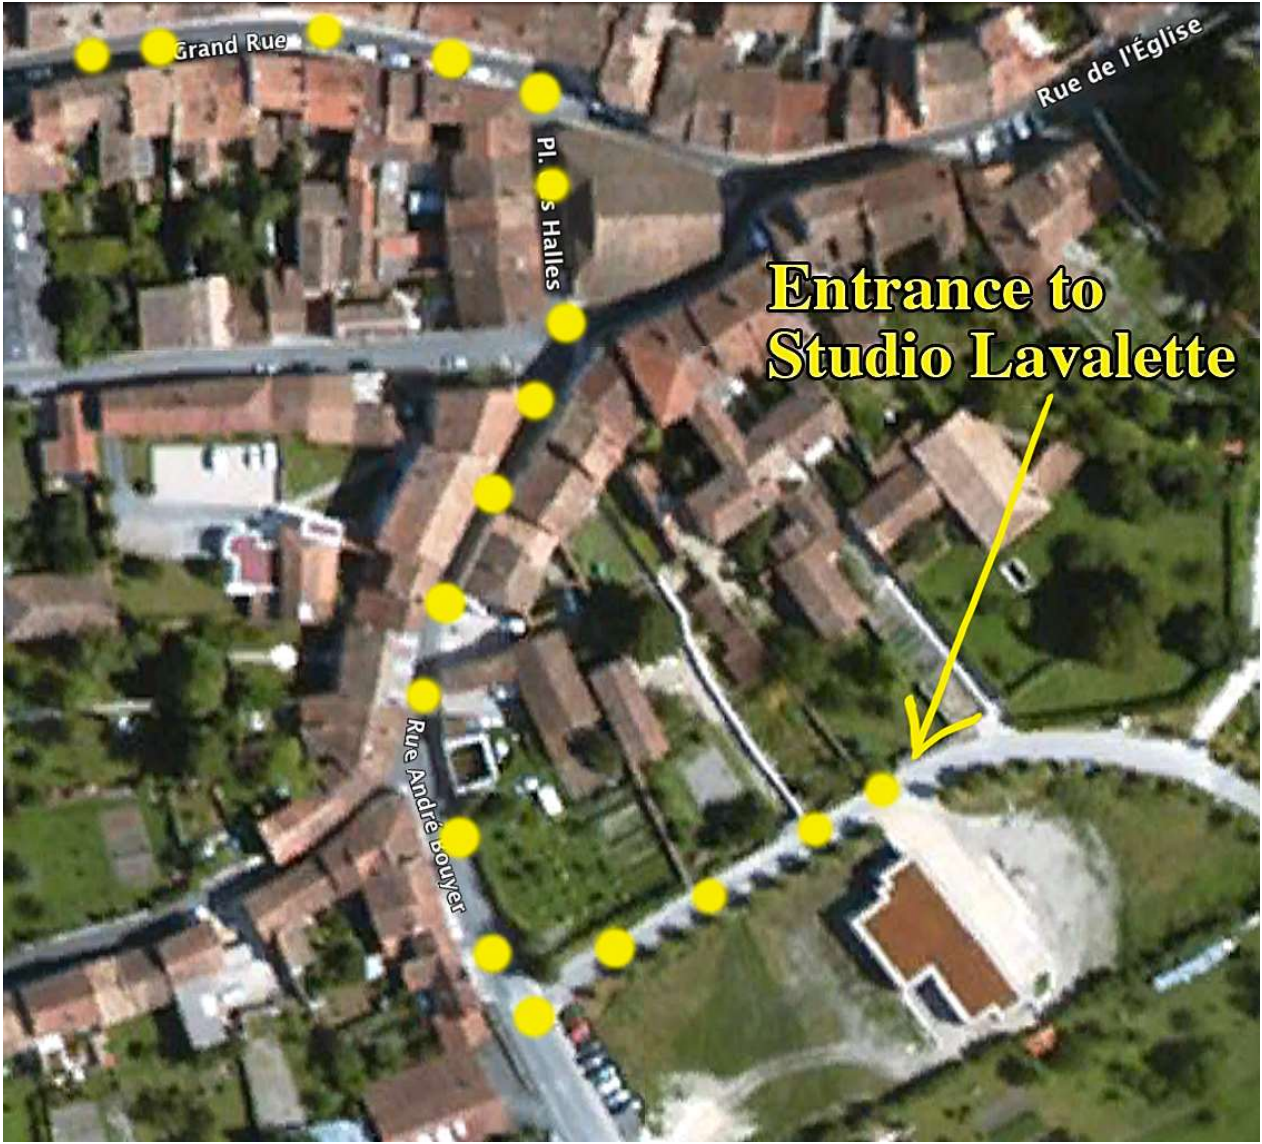 Grand Rue
Rue de l'Église
Pl. s Halles
Entrance to
Studio Lavalette
Rue André Bouyer